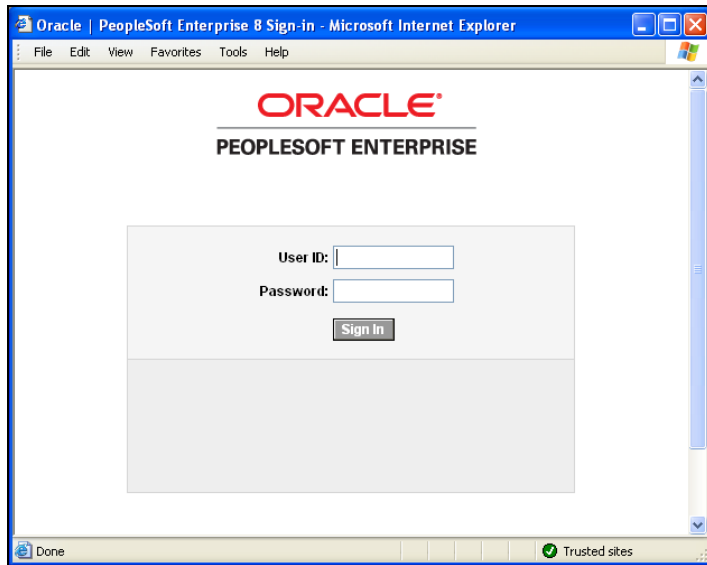 Oracle | PeopleSoft Enterprise 8 Sign-in - Microsoft Internet Explorer
File Edit View Favorites Tools Help
ORACLE®
PEOPLESOFT ENTERPRISE
User ID:
Password:
Sign In
Done Trusted sites